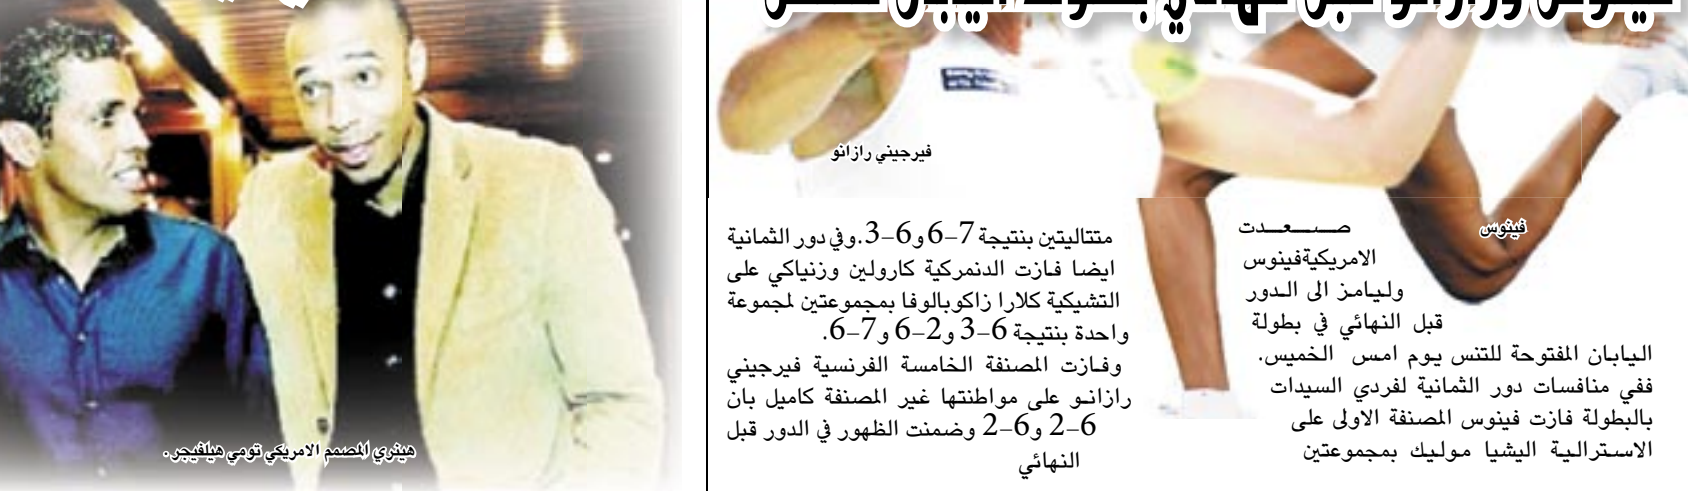 فيرجيني رازانو
فينوس
صــعــدت
الامريكيةفينوس
وليامز الى الدور
قبل النهائي في بطولة
اليابان المفتوحة للتنس يوم امس الخميس.
ففي منافسات دور الثمانية لفردي السيدات
بالبطولة فازت فينوس المصنفة الاولى على
الاسترالية اليشيا موليك بمجموعتين
متتاليتين بنتيجة 7–6 و6–3.وفي دور الثمانية
ايضا فازت الدنمركية كارولين وزنياكي على
التشيكية كلارا زاكوبالوفا بمجموعتين لمجموعة
واحدة بنتيجة 6–3 و2–6 و7–6.
وفازت المصنفة الخامسة الفرنسية فيرجيني
رازانو على مواطنتها غير المصنفة كاميل بان
6–2 و6–2 وضمنت الظهور في الدور قبل
النهائي
هينري المصمم الامريكي تومي هيلفيجر.